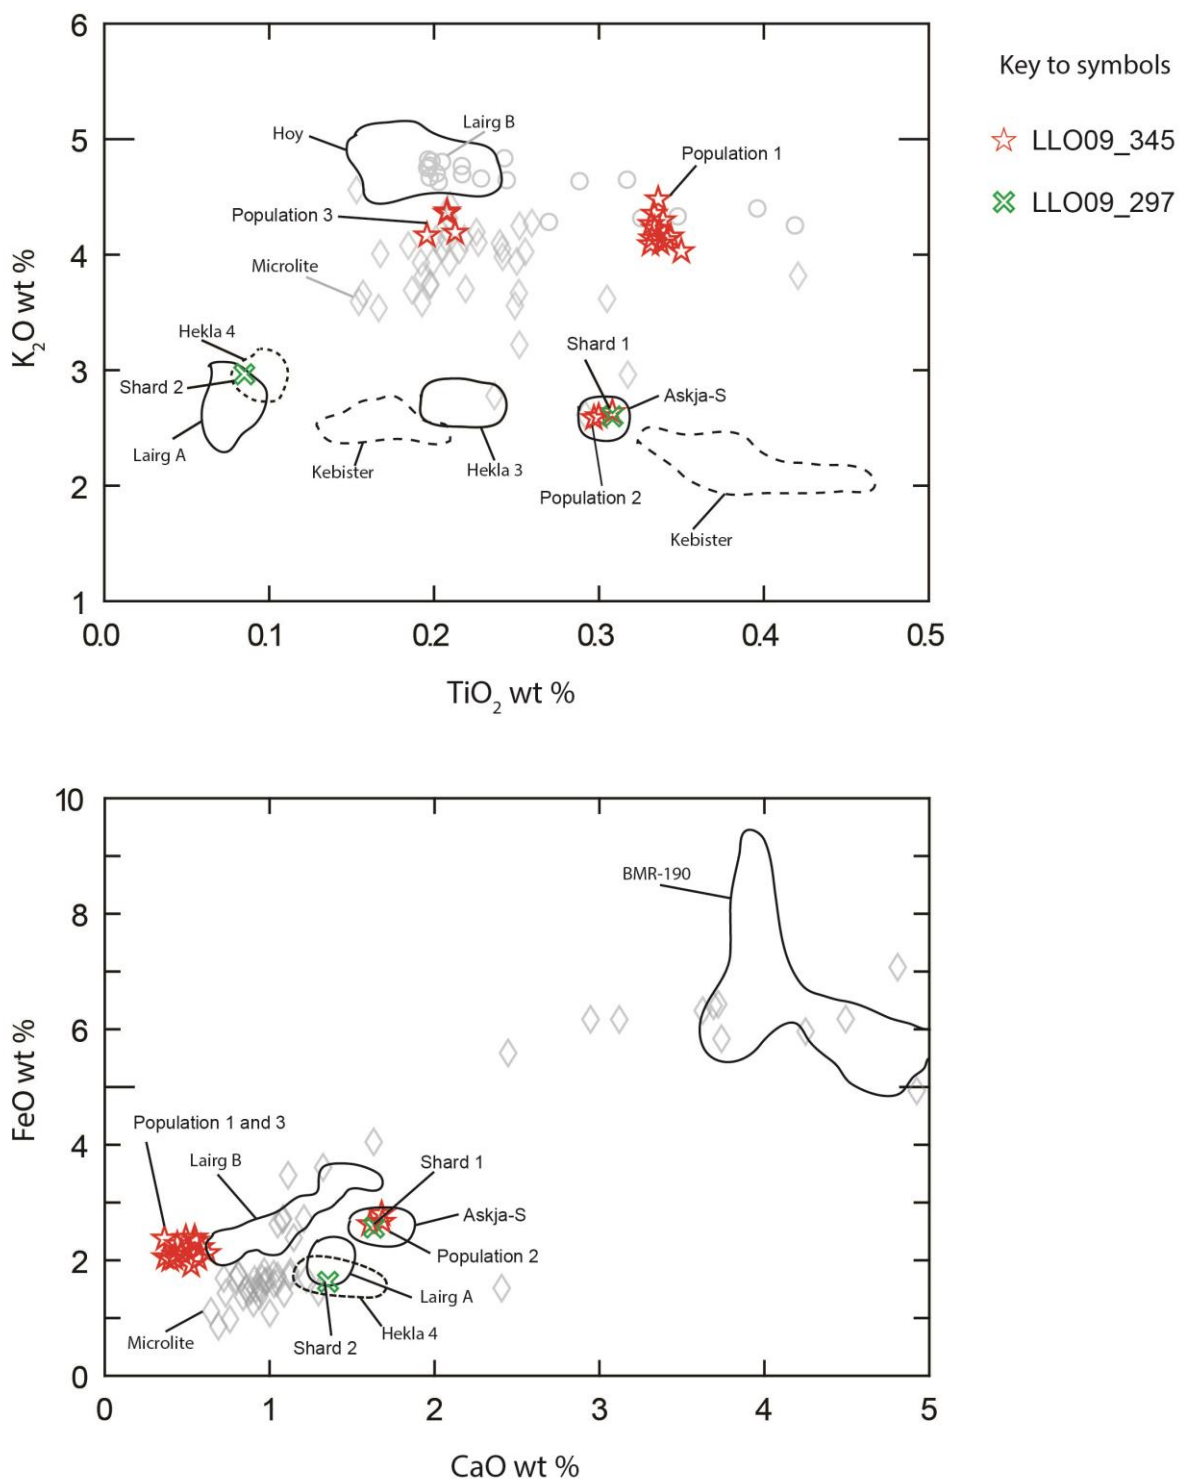 Key to symbols
LLO09_345
LLO09_297
6
5
4
3
2
1
K2O wt %
Hoy
Lairg B
Population 1
Population 3
Microlite
Hekla 4
Shard 2
Lairg A
Kebister
Hekla 3
Shard 1
Askja-S
Population 2
Kebister
0.0 0.1 0.2 0.3 0.4 0.5
TiO2 wt %
10
8
6
4
2
0
FeO wt %
BMR-190
Population 1 and 3
Lairg B
Shard 1
Askja-S
Population 2
Lairg A
Hekla 4
Shard 2
Microlite
0 1 2 3 4 5
CaO wt %